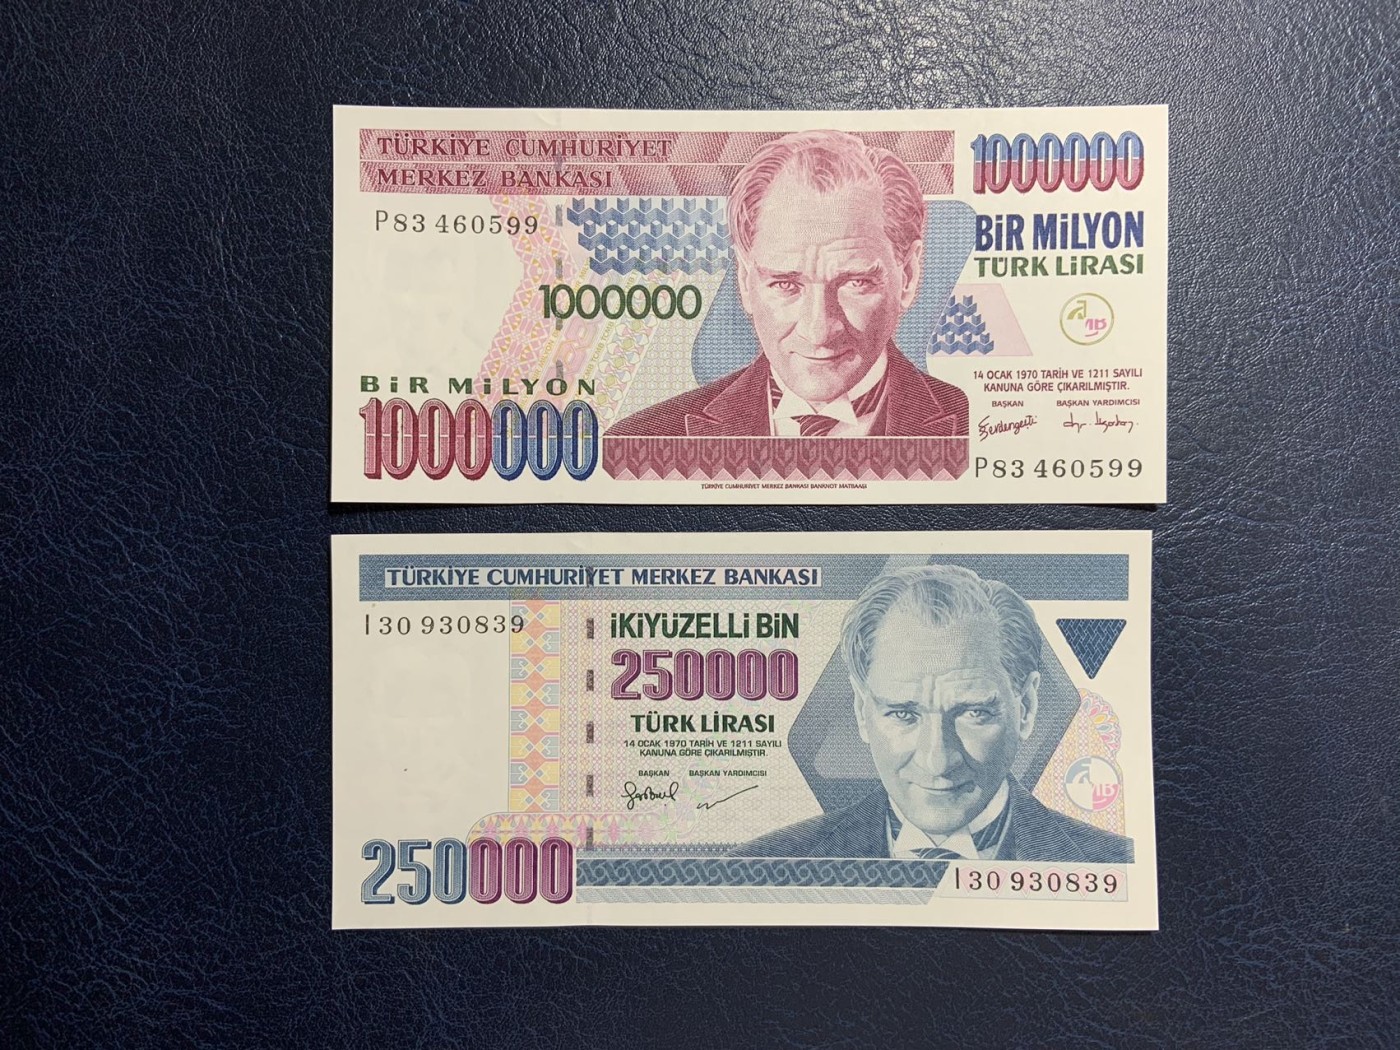 TÜRKİYE CUMHURİYET
MERKEZ BANKASI
1000000
P83 460599
BİR MİLYON
TÜRK LİRASI
1000000
14 OCAK 1970 TARİH VE 1211 SAYILI
KANUNA GÖRE ÇIKARILMIŞTIR.
BİR MİLYON
BAŞKAN BAŞKAN YARDIMCISI
1000000
P83 460599
TÜRKİYE CUMHURİYET MERKEZ BANKASI BANKNOT MATBAASI
TÜRKİYE CUMHURİYET MERKEZ BANKASI
I30 930839
İKİYÜZELLİ BİN
250000
TÜRK LİRASI
14 OCAK 1970 TARİH VE 1211 SAYILI
KANUNA GÖRE ÇIKARILMIŞTIR.
BAŞKAN BAŞKAN YARDIMCISI
250000
I30 930839